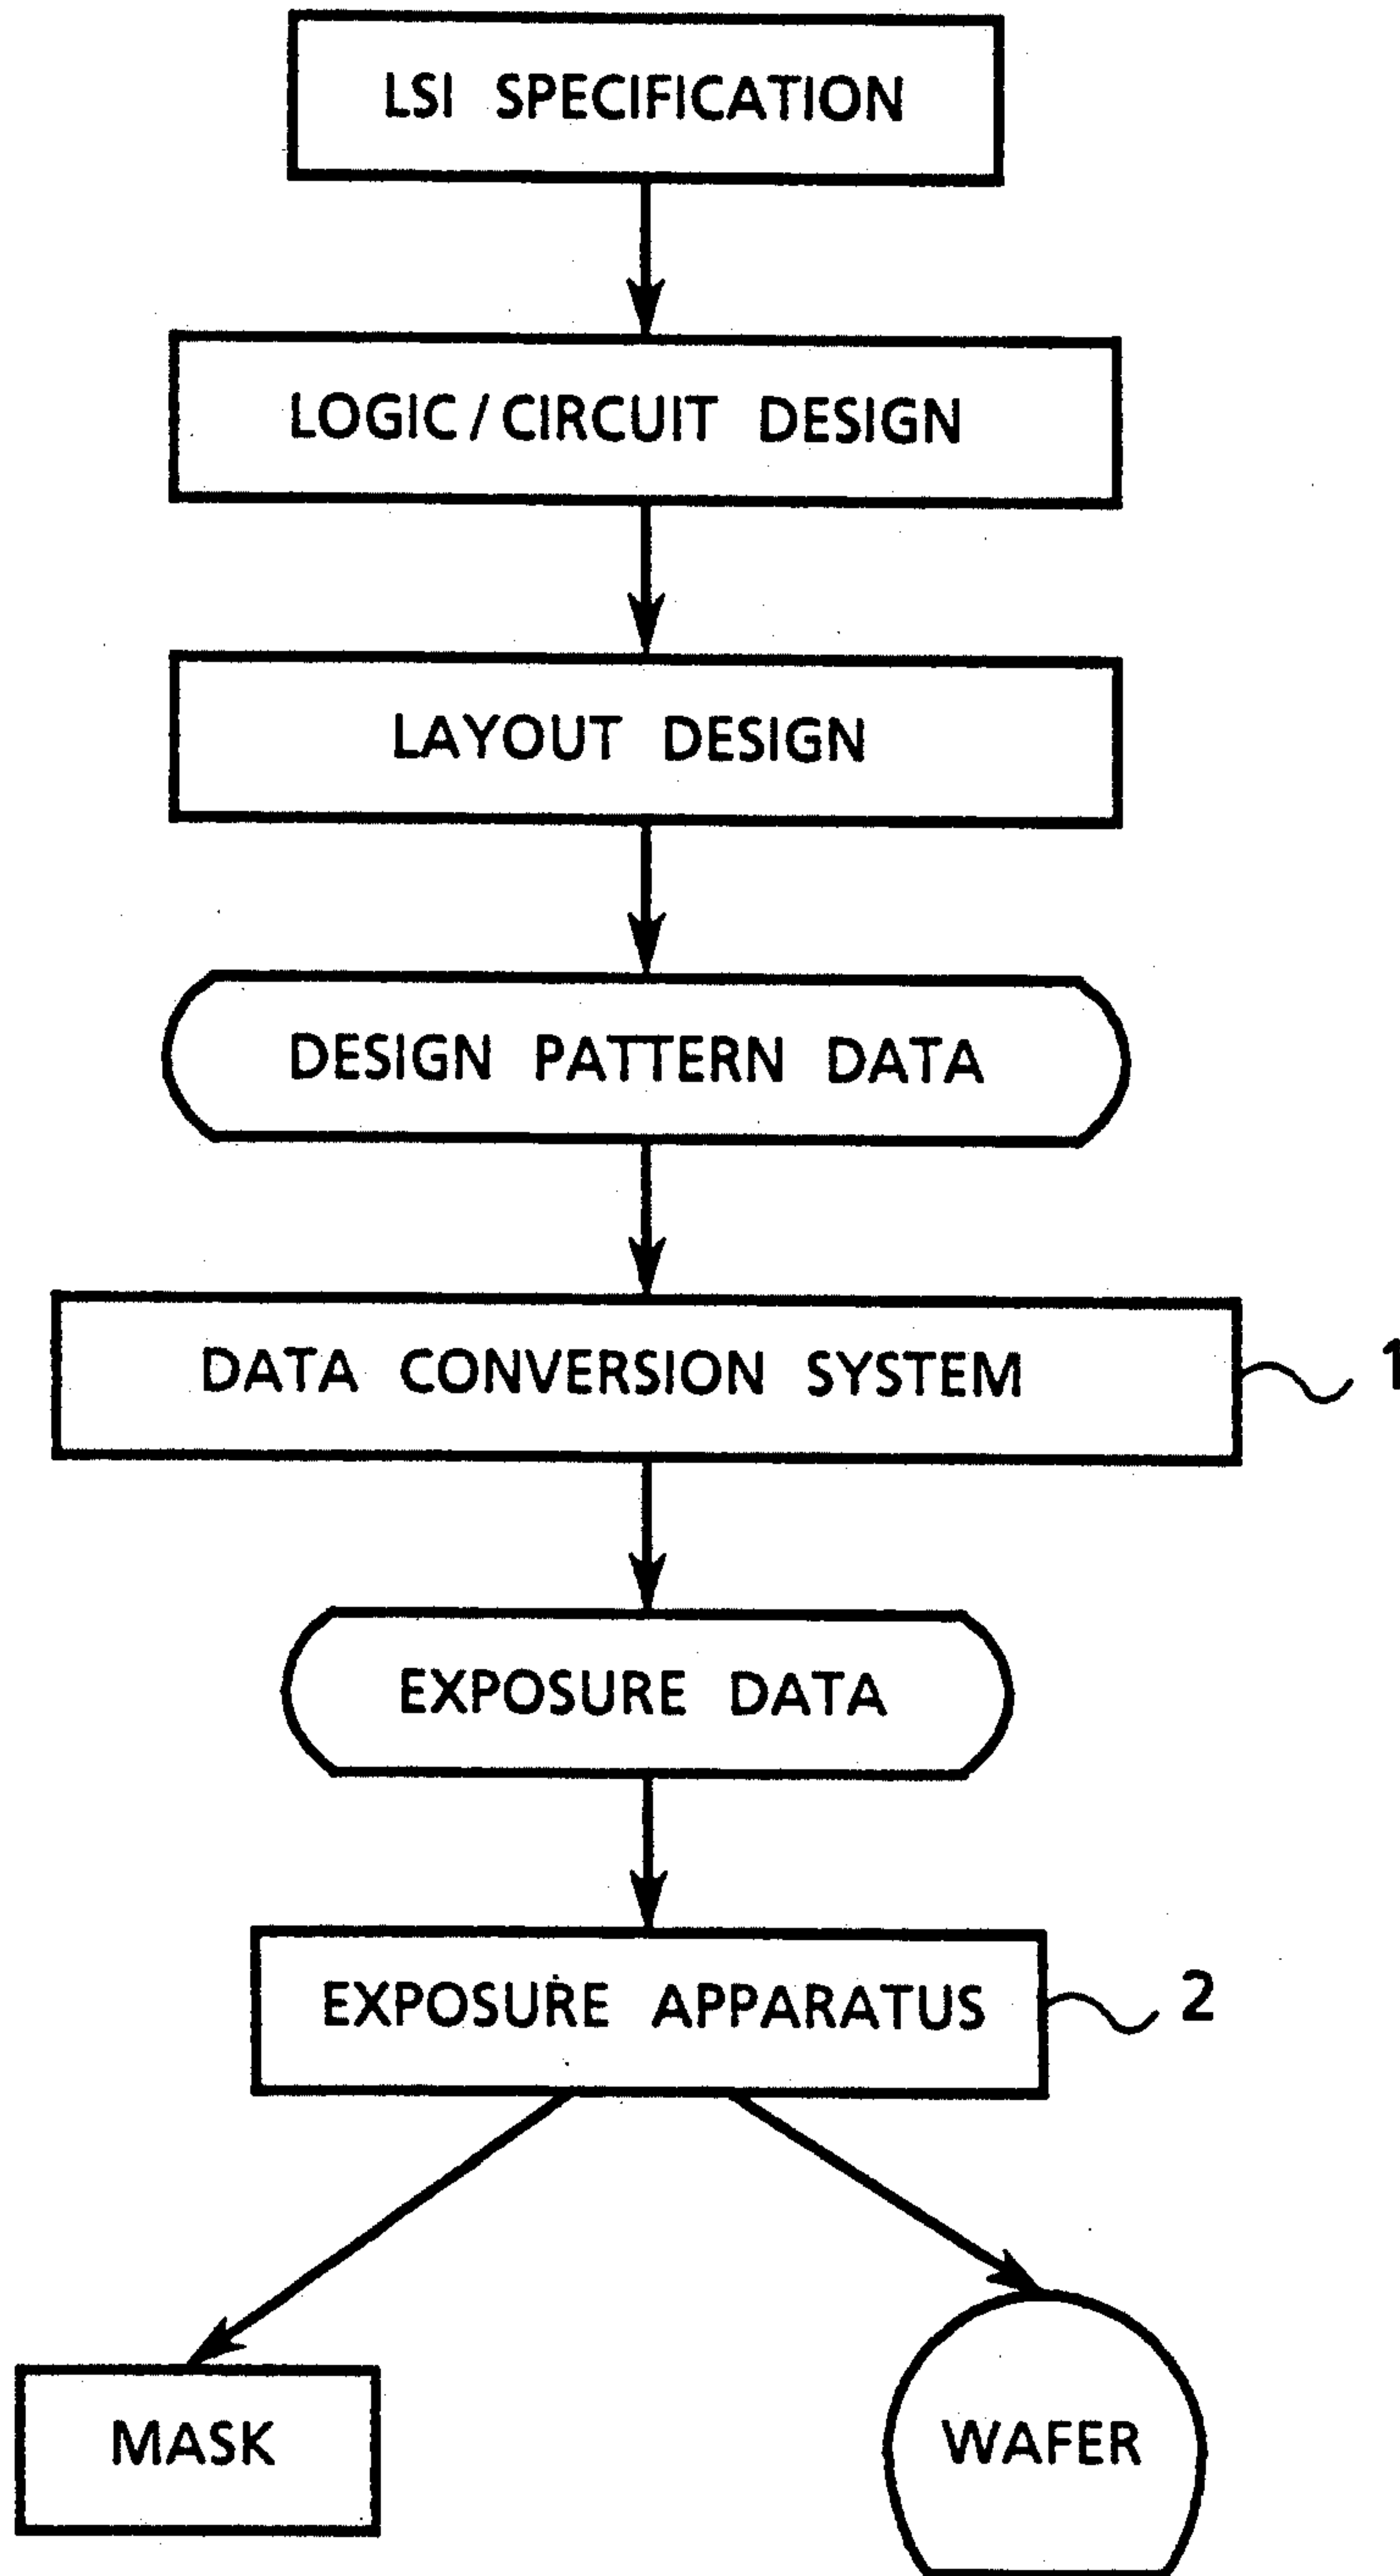 LSI SPECIFICATION
LOGIC/CIRCUIT DESIGN
LAYOUT DESIGN
DESIGN PATTERN DATA
DATA CONVERSION SYSTEM 1
EXPOSURE DATA
EXPOSURE APPARATUS 2
MASK
WAFER